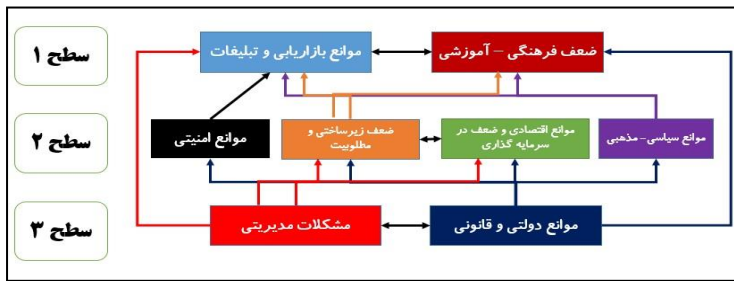 سطح ۱
ضعف فرهنگی – آموزشی
موانع بازاریابی و تبلیغات
سطح ۲
موانع سیاسی- مذهبی
موانع اقتصادی و ضعف در
سرمایه گذاری
ضعف زیرساختی و
مطلوبیت
موانع امنیتی
سطح ۳
موانع دولتی و قانونی
مشکلات مدیریتی